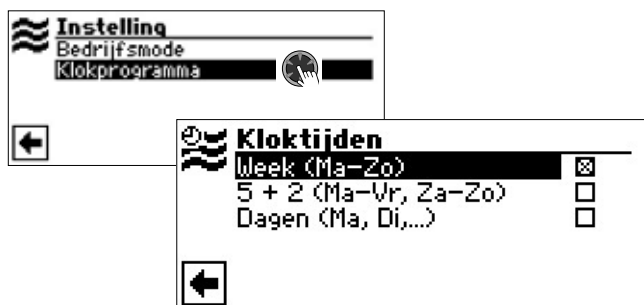 Instelling
Bedrijfsmode
Klokprogramma
Kloktijden
Week (Ma-Zo)
5 + 2 (Ma-Vr, Za-Zo)
Dagen (Ma, Di,...)